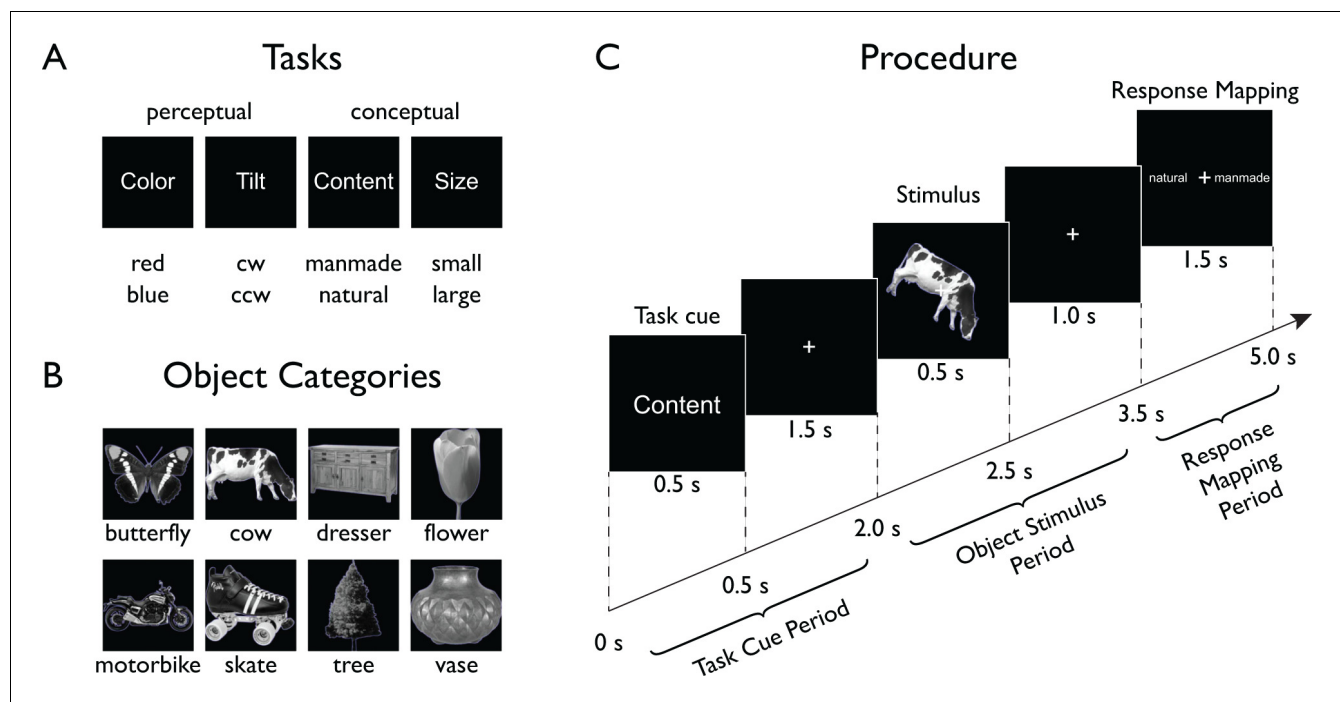 A
Tasks
perceptual
conceptual
Color
Tilt
Content
Size
red
cw
manmade
small
blue
ccw
natural
large
B
Object Categories
butterfly
cow
dresser
flower
motorbike
skate
tree
vase
C
Procedure
Response Mapping
natural + manmade
1.5 s
Stimulus
+
1.0 s
0.5 s
Task cue
+
1.5 s
Content
0.5 s
0 s
0.5 s
2.0 s
2.5 s
3.5 s
5.0 s
Task Cue Period
Object Stimulus
Period
Response
Mapping
Period